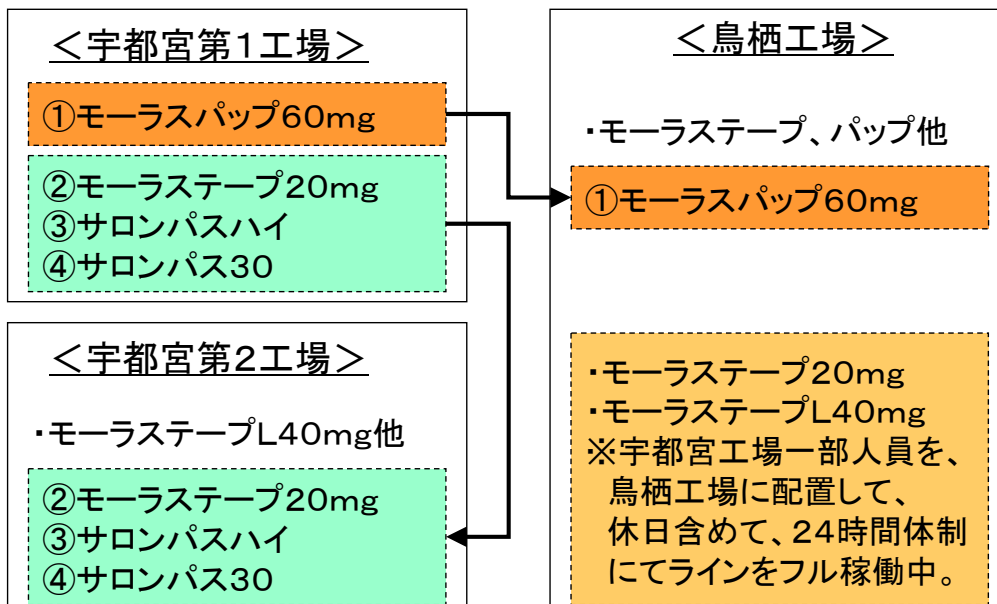 ＜宇都宮第１工場＞
①モーラスパップ６０ｍｇ
②モーラステープ２０ｍｇ
③サロンパスハイ
④サロンパス３０
＜宇都宮第２工場＞
・モーラステープＬ４０ｍｇ他
②モーラステープ２０ｍｇ
③サロンパスハイ
④サロンパス３０
＜鳥栖工場＞
・モーラステープ、パップ他
①モーラスパップ６０ｍｇ
・モーラステープ２０ｍｇ
・モーラステープＬ４０ｍｇ
※宇都宮工場一部人員を、
鳥栖工場に配置して、
休日含めて、２４時間体制
にてラインをフル稼働中。